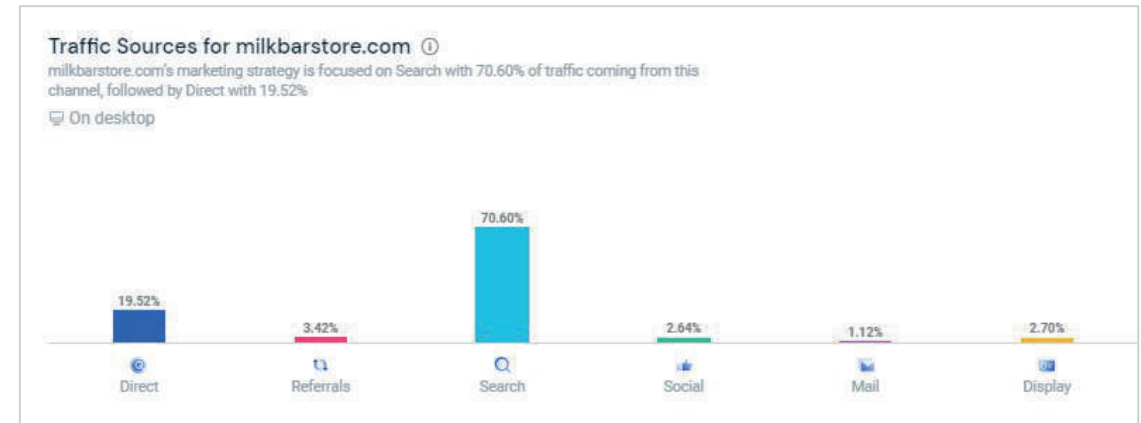 Traffic Sources for milkbarstore.com
milkbarstore.com's marketing strategy is focused on Search with 70.60% of traffic coming from this
channel, followed by Direct with 19.52%
On desktop
70.60%
19.52%
3.42%
2.64%
1.12%
2.70%
Direct
Referrals
Search
Social
Mail
Display